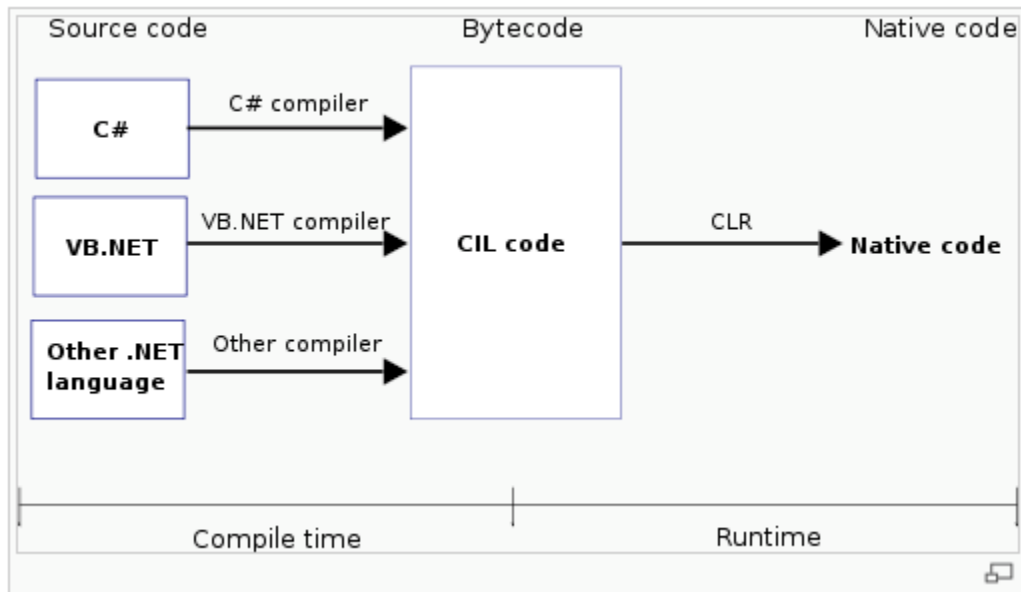 Source code
Bytecode
Native code
C#
C# compiler
VB.NET
VB.NET compiler
CIL code
CLR
Native code
Other .NET
language
Other compiler
Compile time
Runtime